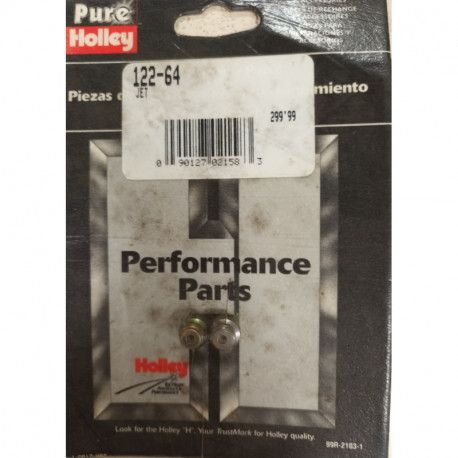 Pure
Holley
ACCESSORIES
122-64
JET
Piezas d
miento
299'99
0 90127 02158 3
Performance
Parts
Holley
Look for the Holley "H", Your TrustMark for Holley quality.
99R-2103-1